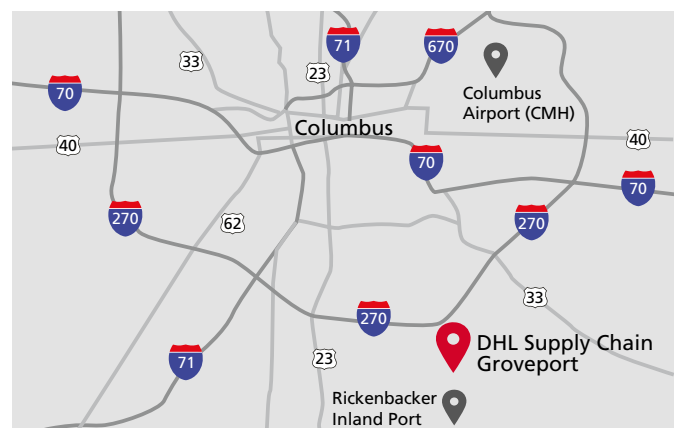 71
670
33
23
70
Columbus
Airport (CMH)
Columbus
40
40
70
70
270
62
270
33
270
DHL Supply Chain
Groveport
71
23
Rickenbacker
Inland Port